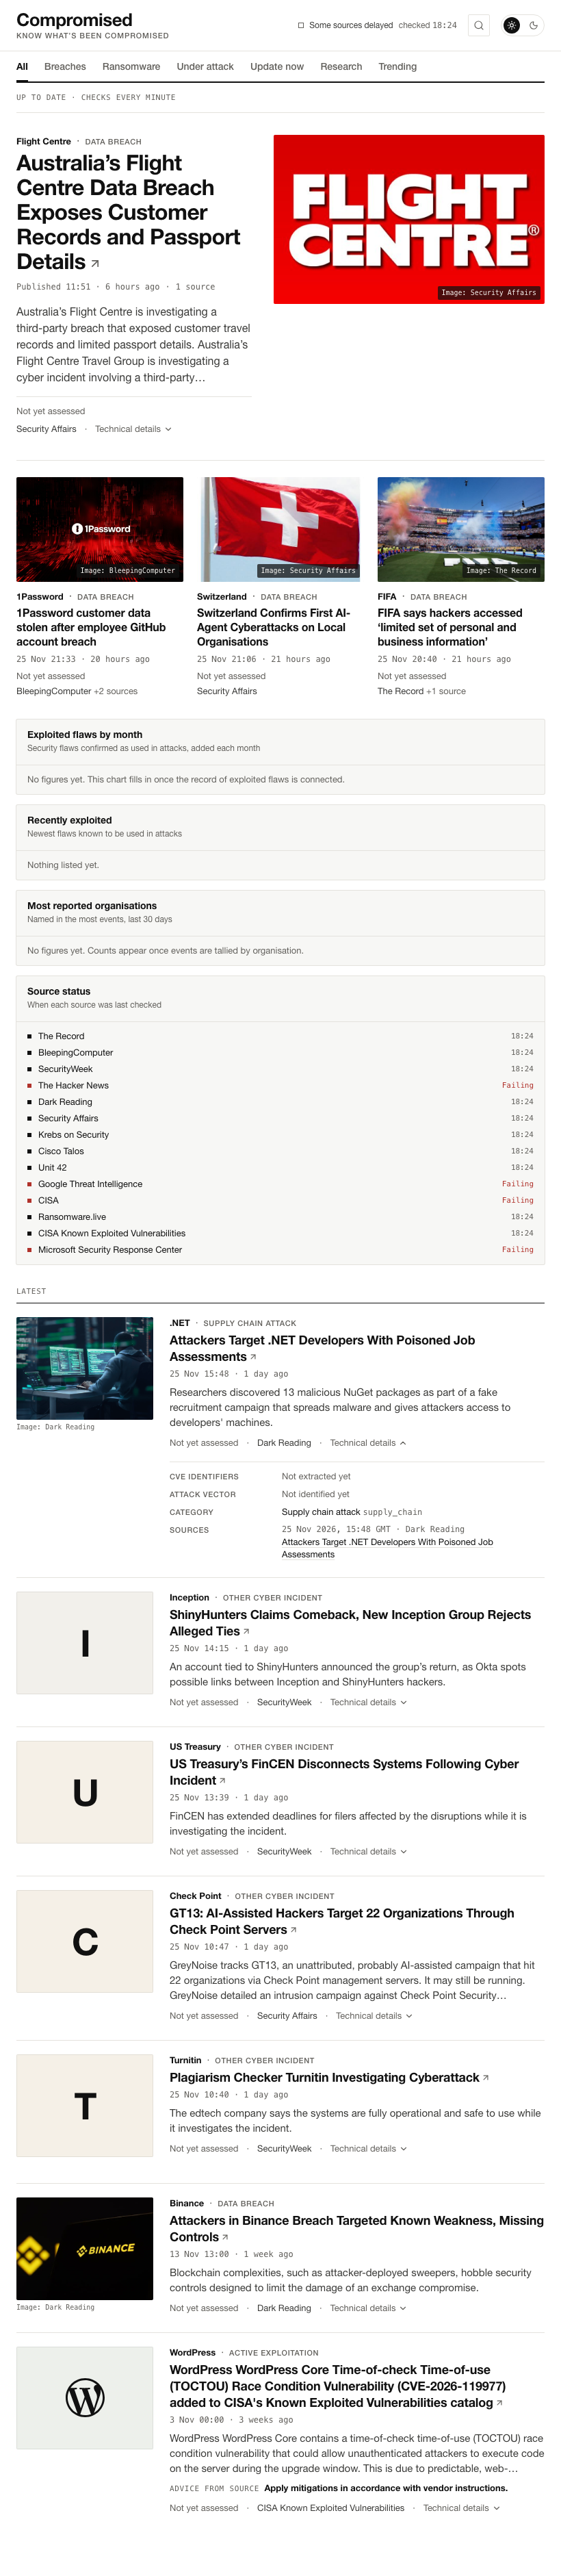 Compromised
KNOW WHAT'S BEEN COMPROMISED
Some sources delayed checked 18:24
All Breaches Ransomware Under attack Update now Research Trending
UP TO DATE · CHECKS EVERY MINUTE
Flight Centre · DATA BREACH
Australia’s Flight
Centre Data Breach
Exposes Customer
Records and Passport
Details
Published 11:51 · 6 hours ago · 1 source
Australia’s Flight Centre is investigating a
third-party breach that exposed customer travel
records and limited passport details. Australia’s
Flight Centre Travel Group is investigating a
cyber incident involving a third-party…
Not yet assessed
Security Affairs · Technical details
FLIGHT
CENTRE®
Image: Security Affairs
1Password
Image: BleepingComputer
1Password · DATA BREACH
1Password customer data
stolen after employee GitHub
account breach
25 Nov 21:33 · 20 hours ago
Not yet assessed
BleepingComputer +2 sources
Image: Security Affairs
Switzerland · DATA BREACH
Switzerland Confirms First AI-
Agent Cyberattacks on Local
Organisations
25 Nov 21:06 · 21 hours ago
Not yet assessed
Security Affairs
Image: The Record
FIFA · DATA BREACH
FIFA says hackers accessed
‘limited set of personal and
business information’
25 Nov 20:40 · 21 hours ago
Not yet assessed
The Record +1 source
Exploited flaws by month
Security flaws confirmed as used in attacks, added each month
No figures yet. This chart fills in once the record of exploited flaws is connected.
Recently exploited
Newest flaws known to be used in attacks
Nothing listed yet.
Most reported organisations
Named in the most events, last 30 days
No figures yet. Counts appear once events are tallied by organisation.
Source status
When each source was last checked
The Record 18:24
BleepingComputer 18:24
SecurityWeek 18:24
The Hacker News Failing
Dark Reading 18:24
Security Affairs 18:24
Krebs on Security 18:24
Cisco Talos 18:24
Unit 42 18:24
Google Threat Intelligence Failing
CISA Failing
Ransomware.live 18:24
CISA Known Exploited Vulnerabilities 18:24
Microsoft Security Response Center Failing
LATEST
Image: Dark Reading
.NET · SUPPLY CHAIN ATTACK
Attackers Target .NET Developers With Poisoned Job
Assessments
25 Nov 15:48 · 1 day ago
Researchers discovered 13 malicious NuGet packages as part of a fake
recruitment campaign that spreads malware and gives attackers access to
developers' machines.
Not yet assessed · Dark Reading · Technical details
CVE IDENTIFIERS Not extracted yet
ATTACK VECTOR Not identified yet
CATEGORY Supply chain attack supply_chain
SOURCES 25 Nov 2026, 15:48 GMT · Dark Reading
Attackers Target .NET Developers With Poisoned Job
Assessments
I
Inception · OTHER CYBER INCIDENT
ShinyHunters Claims Comeback, New Inception Group Rejects
Alleged Ties
25 Nov 14:15 · 1 day ago
An account tied to ShinyHunters announced the group’s return, as Okta spots
possible links between Inception and ShinyHunters hackers.
Not yet assessed · SecurityWeek · Technical details
U
US Treasury · OTHER CYBER INCIDENT
US Treasury’s FinCEN Disconnects Systems Following Cyber
Incident
25 Nov 13:39 · 1 day ago
FinCEN has extended deadlines for filers affected by the disruptions while it is
investigating the incident.
Not yet assessed · SecurityWeek · Technical details
C
Check Point · OTHER CYBER INCIDENT
GT13: AI-Assisted Hackers Target 22 Organizations Through
Check Point Servers
25 Nov 10:47 · 1 day ago
GreyNoise tracks GT13, an unattributed, probably AI-assisted campaign that hit
22 organizations via Check Point management servers. It may still be running.
GreyNoise detailed an intrusion campaign against Check Point Security…
Not yet assessed · Security Affairs · Technical details
T
Turnitin · OTHER CYBER INCIDENT
Plagiarism Checker Turnitin Investigating Cyberattack
25 Nov 10:40 · 1 day ago
The edtech company says the systems are fully operational and safe to use while
it investigates the incident.
Not yet assessed · SecurityWeek · Technical details
BINANCE
Image: Dark Reading
Binance · DATA BREACH
Attackers in Binance Breach Targeted Known Weakness, Missing
Controls
13 Nov 13:00 · 1 week ago
Blockchain complexities, such as attacker-deployed sweepers, hobble security
controls designed to limit the damage of an exchange compromise.
Not yet assessed · Dark Reading · Technical details
WordPress · ACTIVE EXPLOITATION
WordPress WordPress Core Time-of-check Time-of-use
(TOCTOU) Race Condition Vulnerability (CVE-2026-119977)
added to CISA's Known Exploited Vulnerabilities catalog
3 Nov 00:00 · 3 weeks ago
WordPress WordPress Core contains a time-of-check time-of-use (TOCTOU) race
condition vulnerability that could allow unauthenticated attackers to execute code
on the server during the upgrade window. This is due to predictable, web-…
ADVICE FROM SOURCE Apply mitigations in accordance with vendor instructions.
Not yet assessed · CISA Known Exploited Vulnerabilities · Technical details